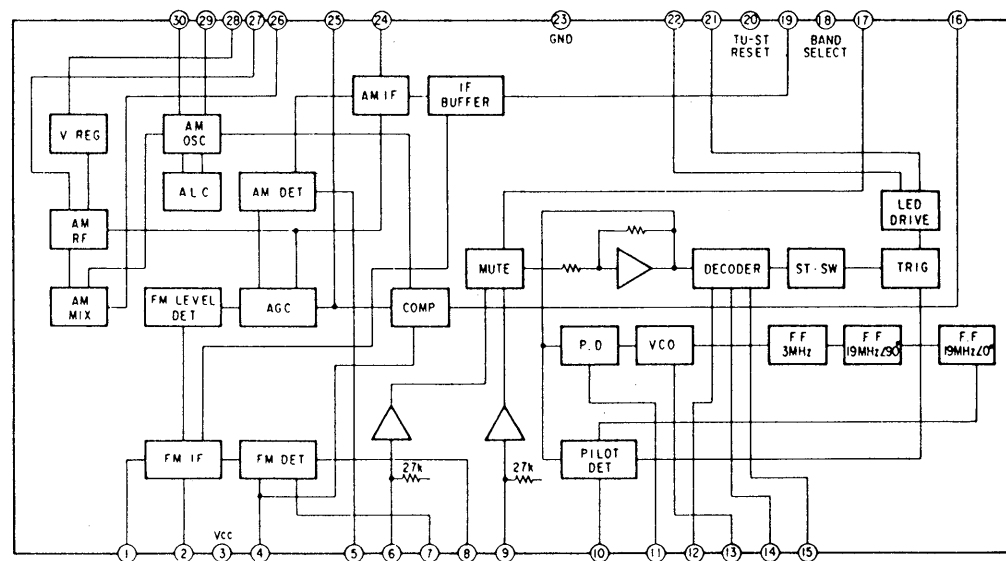 30 29 28 27 26 25 24 23 22 21 20 19 18 17 16
GND
TU-ST
RESET
BAND
SELECT
AM IF
IF
BUFFER
V REG
AM
OSC
ALC
AM DET
LED
DRIVE
AM
RF
MUTE
DECODER
ST·SW
TRIG
AM
MIX
FM LEVEL
DET
AGC
COMP
P.D
VCO
F F
3MHz
F F
19MHz∠90°
F.F
19MHz∠0°
FM IF
FM DET
27k
27k
PILOT
DET
Vcc
1 2 3 4 5 6 7 8 9 10 11 12 13 14 15